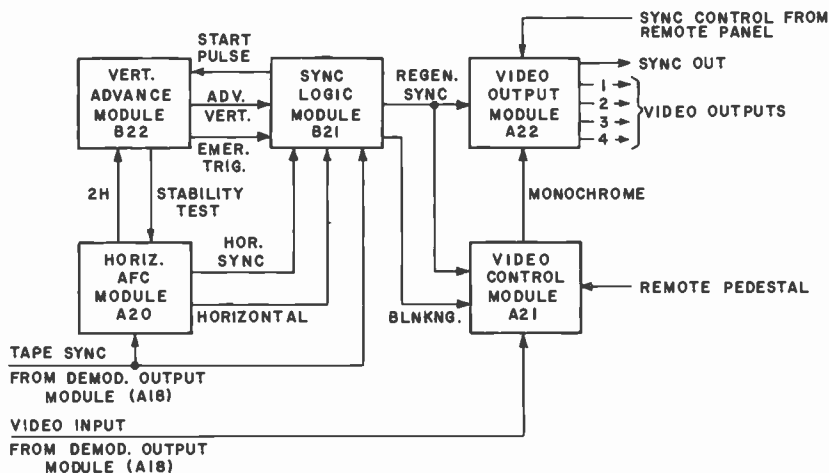 SYNC CONTROL FROM
REMOTE PANEL
START
PULSE
VERT.
ADVANCE
MODULE
B22
ADV.
VERT.
EMER.
TRIG.
SYNC
LOGIC
MODULE
B21
REGEN.
SYNC
VIDEO
OUTPUT
MODULE
A22
SYNC OUT
1
2
3
4
VIDEO OUTPUTS
2H
STABILITY
TEST
MONOCHROME
HORIZ.
AFC
MODULE
A20
HOR.
SYNC
HORIZONTAL
BLNKNG.
VIDEO
CONTROL
MODULE
A21
REMOTE PEDESTAL
TAPE SYNC
FROM DEMOD. OUTPUT
MODULE (A18)
VIDEO INPUT
FROM DEMOD. OUTPUT
MODULE (A18)